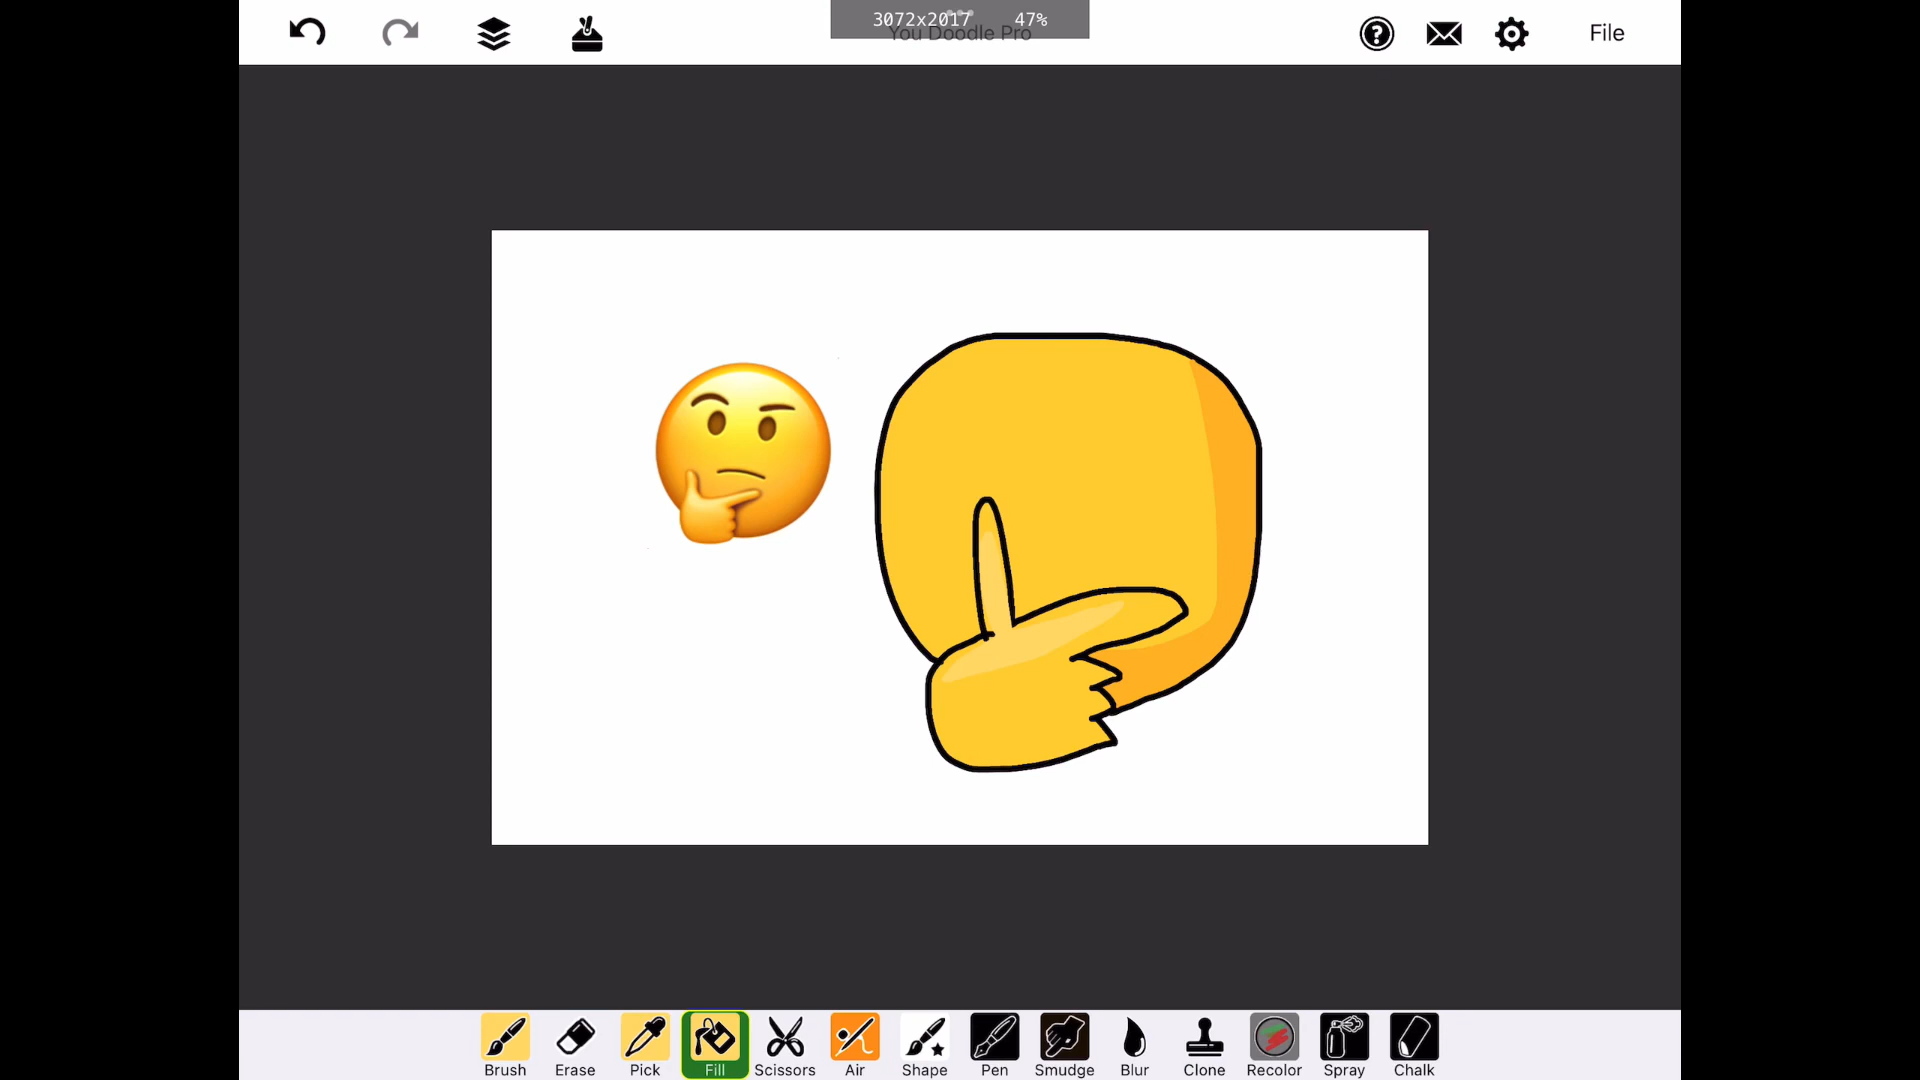 3072x2017 47%
You Doodle Pro
File
Brush Erase Pick Fill Scissors Air Shape Pen Smudge Blur Clone Recolor Spray Chalk